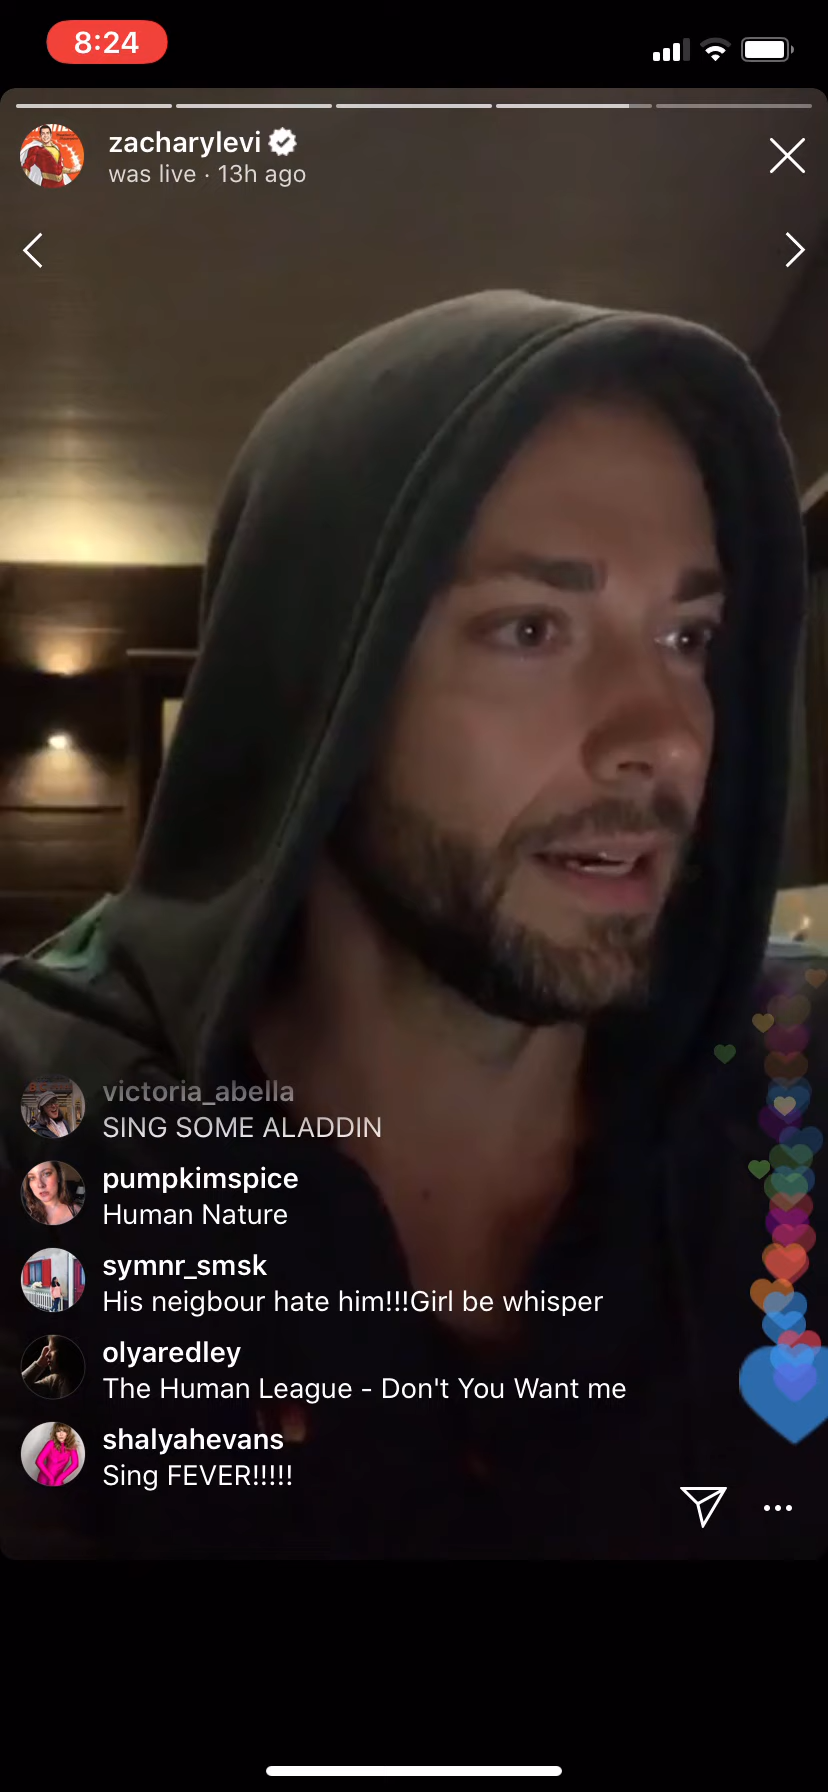 8:24
zacharylevi
was live · 13h ago
victoria_abella
SING SOME ALADDIN
pumpkimspice
Human Nature
symnr_smsk
His neigbour hate him!!!Girl be whisper
olyaredley
The Human League - Don't You Want me
shalyahevans
Sing FEVER!!!!!